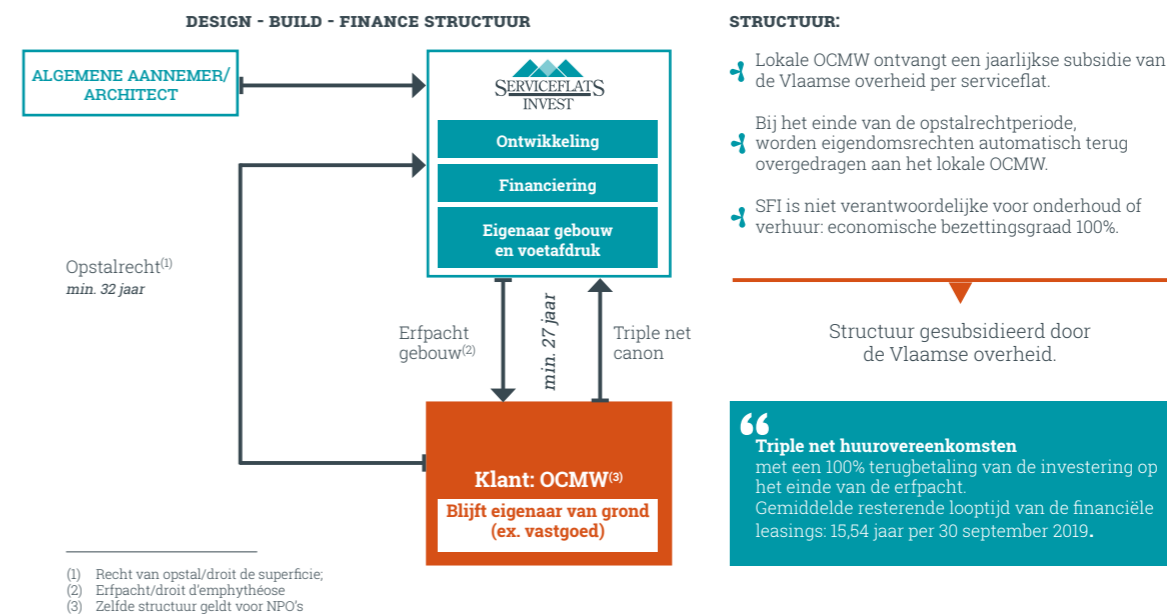 DESIGN - BUILD - FINANCE STRUCTUUR
ALGEMENE AANNEMER/
ARCHITECT
SERVICEFLATS
INVEST
Ontwikkeling
Financiering
Eigenaar gebouw
en voetafdruk
Opstalrecht(1)
min. 32 jaar
Erfpacht
gebouw(2)
min. 27 jaar
Triple net
canon
Klant: OCMW(3)
Blijft eigenaar van grond
(ex. vastgoed)
(1) Recht van opstal/droit de superficie;
(2) Erfpacht/droit d'emphythéose
(3) Zelfde structuur geldt voor NPO's
STRUCTUUR:
Lokale OCMW ontvangt een jaarlijkse subsidie van
de Vlaamse overheid per serviceflat.
Bij het einde van de opstalrechtperiode,
worden eigendomsrechten automatisch terug
overgedragen aan het lokale OCMW.
SFI is niet verantwoordelijke voor onderhoud of
verhuur: economische bezettingsgraad 100%.
Structuur gesubsidieerd door
de Vlaamse overheid.
“
Triple net huurovereenkomsten
met een 100% terugbetaling van de investering op
het einde van de erfpacht.
Gemiddelde resterende looptijd van de financiële
leasings: 15,54 jaar per 30 september 2019.